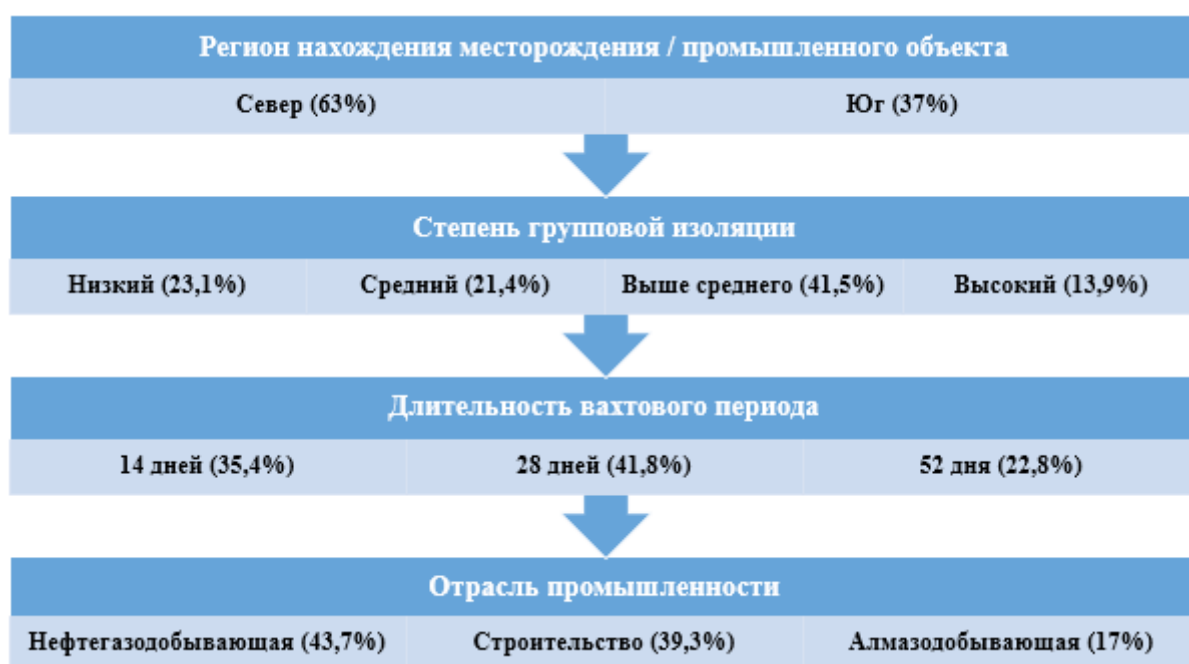 Регион нахождения месторождения / промышленного объекта
Север (63%) Юг (37%)
Степень групповой изоляции
Низкий (23,1%) Средний (21,4%) Выше среднего (41,5%) Высокий (13,9%)
Длительность вахтового периода
14 дней (35,4%) 28 дней (41,8%) 52 дня (22,8%)
Отрасль промышленности
Нефтегазодобывающая (43,7%) Строительство (39,3%) Алмазодобывающая (17%)